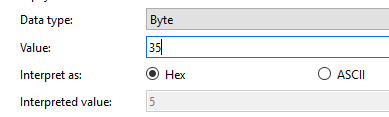 Data type: Byte
Value: 35
Interpret as: Hex ASCII
Interpreted value: 5